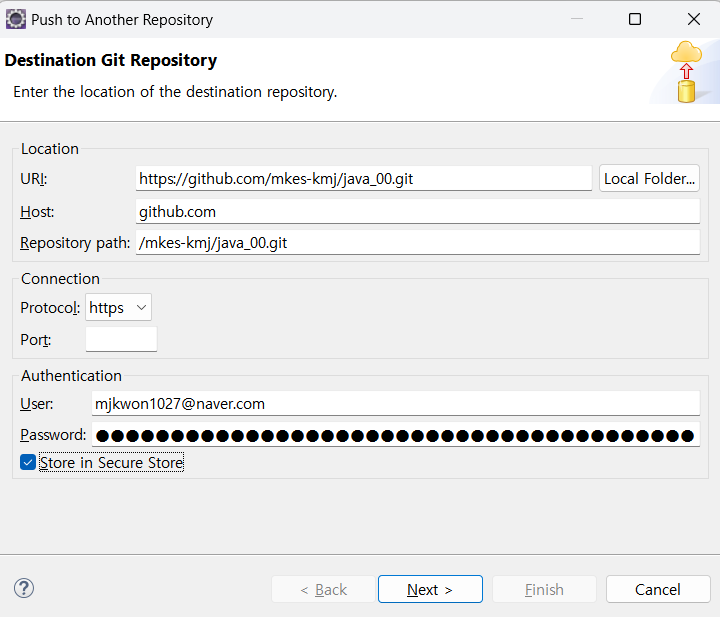 Push to Another Repository
Destination Git Repository
Enter the location of the destination repository.
Location
URI: https://github.com/mkes-kmj/java_00.git Local Folder...
Host: github.com
Repository path: /mkes-kmj/java_00.git
Connection
Protocol: https
Port:
Authentication
User: mjkwon1027@naver.com
Password: ●●●●●●●●●●●●●●●●●●●●●●●●●●●●●●●●●●●●●●●●
Store in Secure Store
< Back Next > Finish Cancel